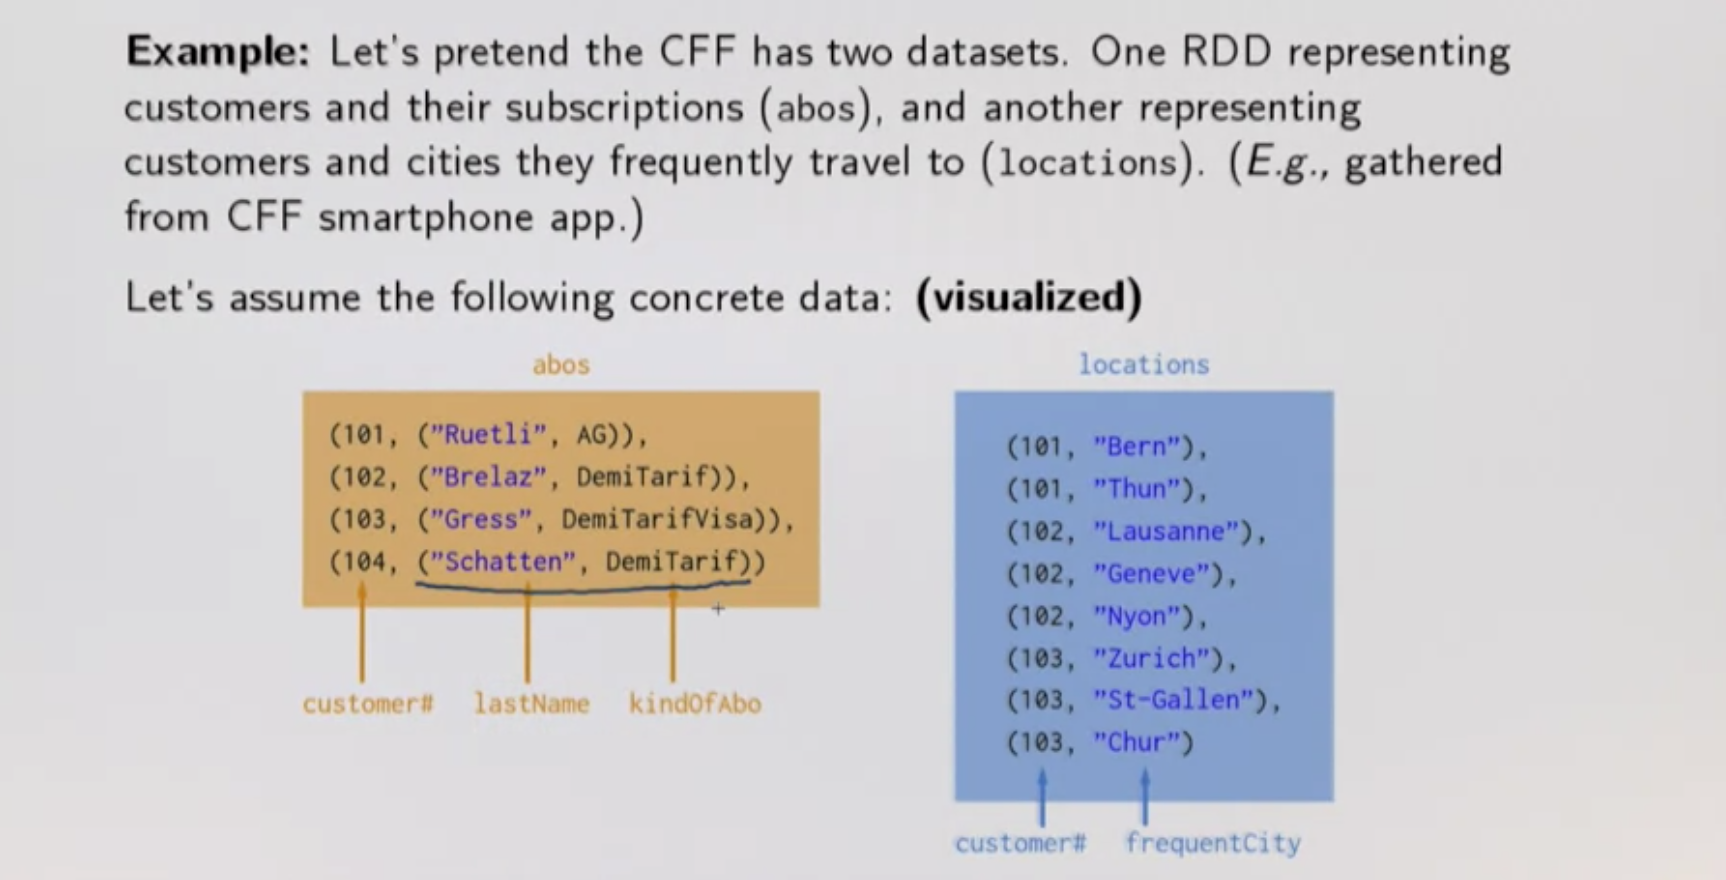 Example: Let's pretend the CFF has two datasets. One RDD representing
customers and their subscriptions (abos), and another representing
customers and cities they frequently travel to (locations). (E.g., gathered
from CFF smartphone app.)
Let's assume the following concrete data: (visualized)
abos
(101, ("Ruetli", AG)),
(102, ("Brelaz", DemiTarif)),
(103, ("Gress", DemiTarifVisa)),
(104, ("Schatten", DemiTarif))
customer# lastName kindOfAbo
locations
(101, "Bern"),
(101, "Thun"),
(102, "Lausanne"),
(102, "Geneve"),
(102, "Nyon"),
(103, "Zurich"),
(103, "St-Gallen"),
(103, "Chur")
customer# frequentCity